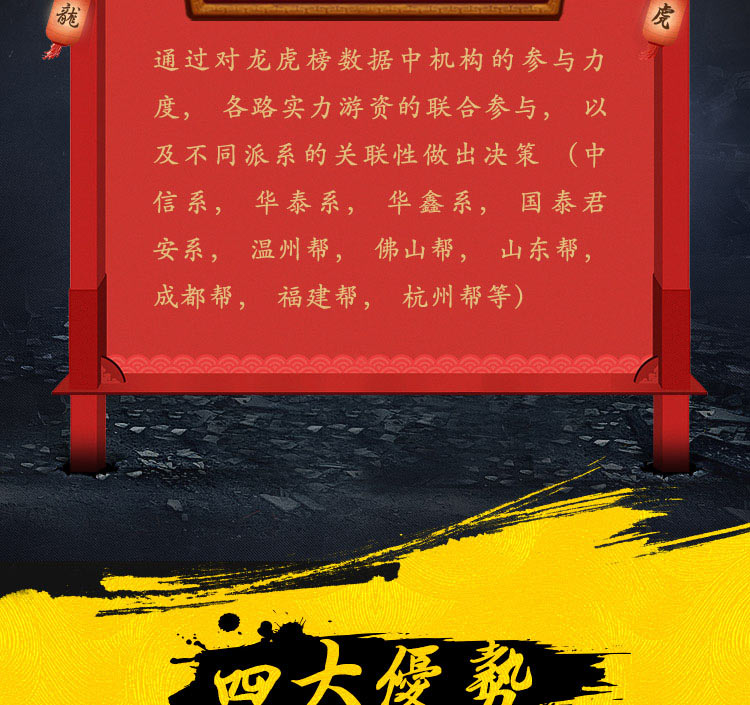 龍
虎
通过对龙虎榜数据中机构的参与力
度， 各路实力游资的联合参与， 以
及不同派系的关联性做出决策 （中
信系， 华泰系， 华鑫系， 国泰君
安系， 温州帮， 佛山帮， 山东帮，
成都帮， 福建帮， 杭州帮等）
四大優勢